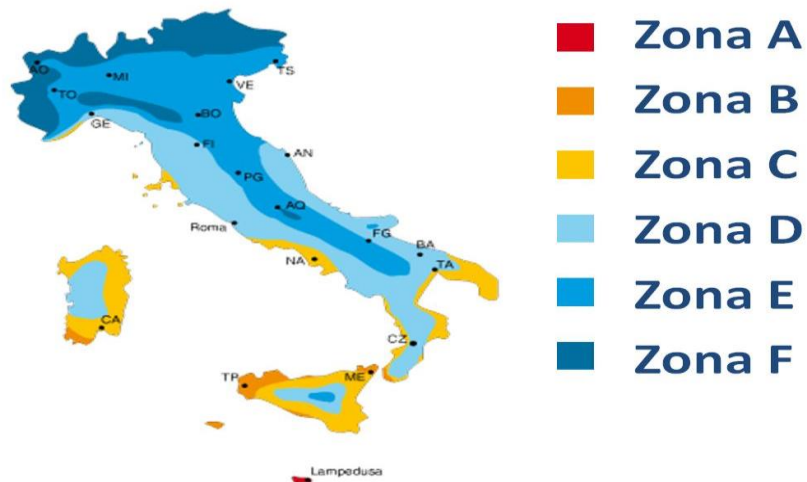 AO
MI
TO
VE
TS
GE
BO
FI
AN
PG
AQ
Roma
FG
BA
NA
TA
CA
CZ
TP
ME
Lampedusa
Zona A
Zona B
Zona C
Zona D
Zona E
Zona F